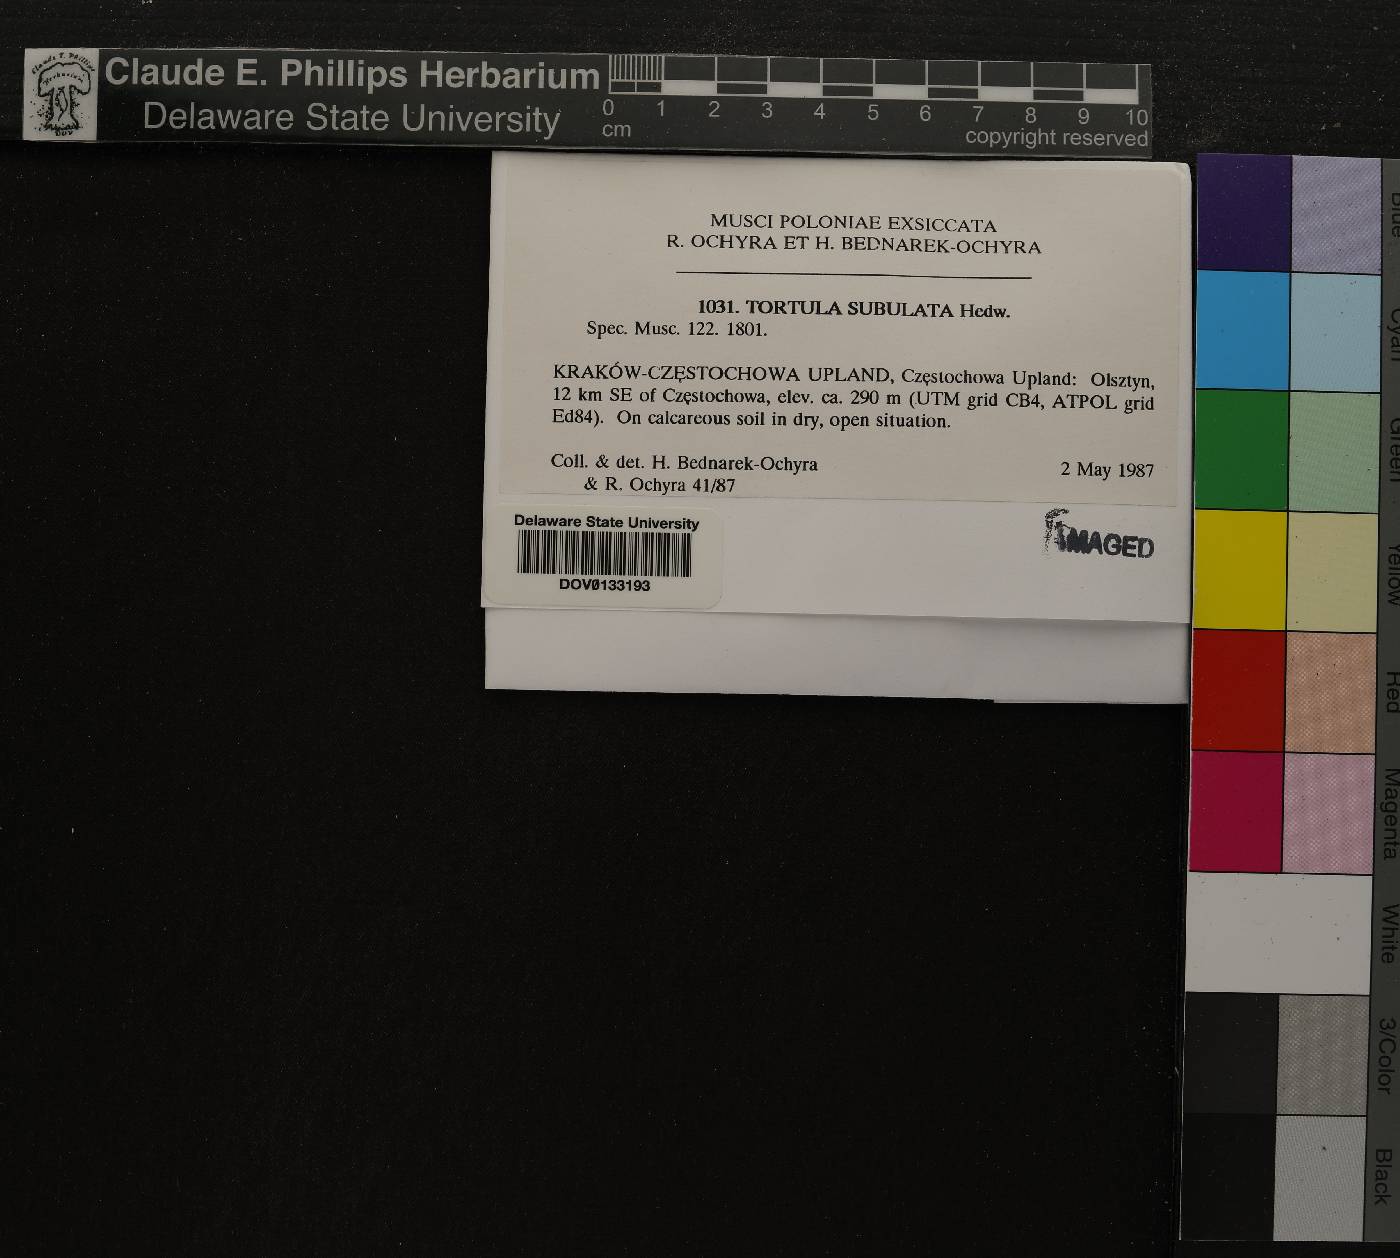 Claude E. Phillips Herbarium
Delaware State University
0 1 2 3 4 5 6 7 8 9 10
cm
copyright reserved
MUSCI POLONIAE EXSICCATA
R. OCHYRA ET H. BEDNAREK-OCHYRA
1031. TORTULA SUBULATA Hedw.
Spec. Musc. 122. 1801.
KRAKÓW-CZĘSTOCHOWA UPLAND, Częstochowa Upland: Olsztyn,
12 km SE of Częstochowa, elev. ca. 290 m (UTM grid CB4, ATPOL grid
Ed84). On calcareous soil in dry, open situation.
Coll. & det. H. Bednarek-Ochyra 2 May 1987
& R. Ochyra 41/87
Delaware State University
DOV0133193
IMAGED
Blue
Cyan
Green
Yellow
Red
Magenta
White
3/Color
Black